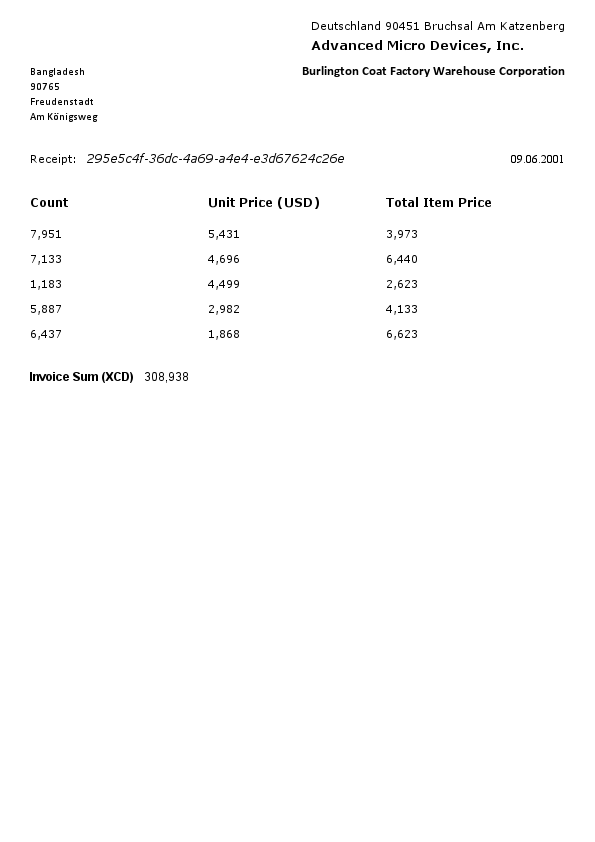 Deutschland 90451 Bruchsal Am Katzenberg
Advanced Micro Devices, Inc.
Bangladesh
90765
Freudenstadt
Am Königsweg
Burlington Coat Factory Warehouse Corporation
Receipt: 295e5c4f-36dc-4a69-a4e4-e3d67624c26e 09.06.2001
Count Unit Price (USD) Total Item Price
7,951 5,431 3,973
7,133 4,696 6,440
1,183 4,499 2,623
5,887 2,982 4,133
6,437 1,868 6,623
Invoice Sum (XCD) 308,938